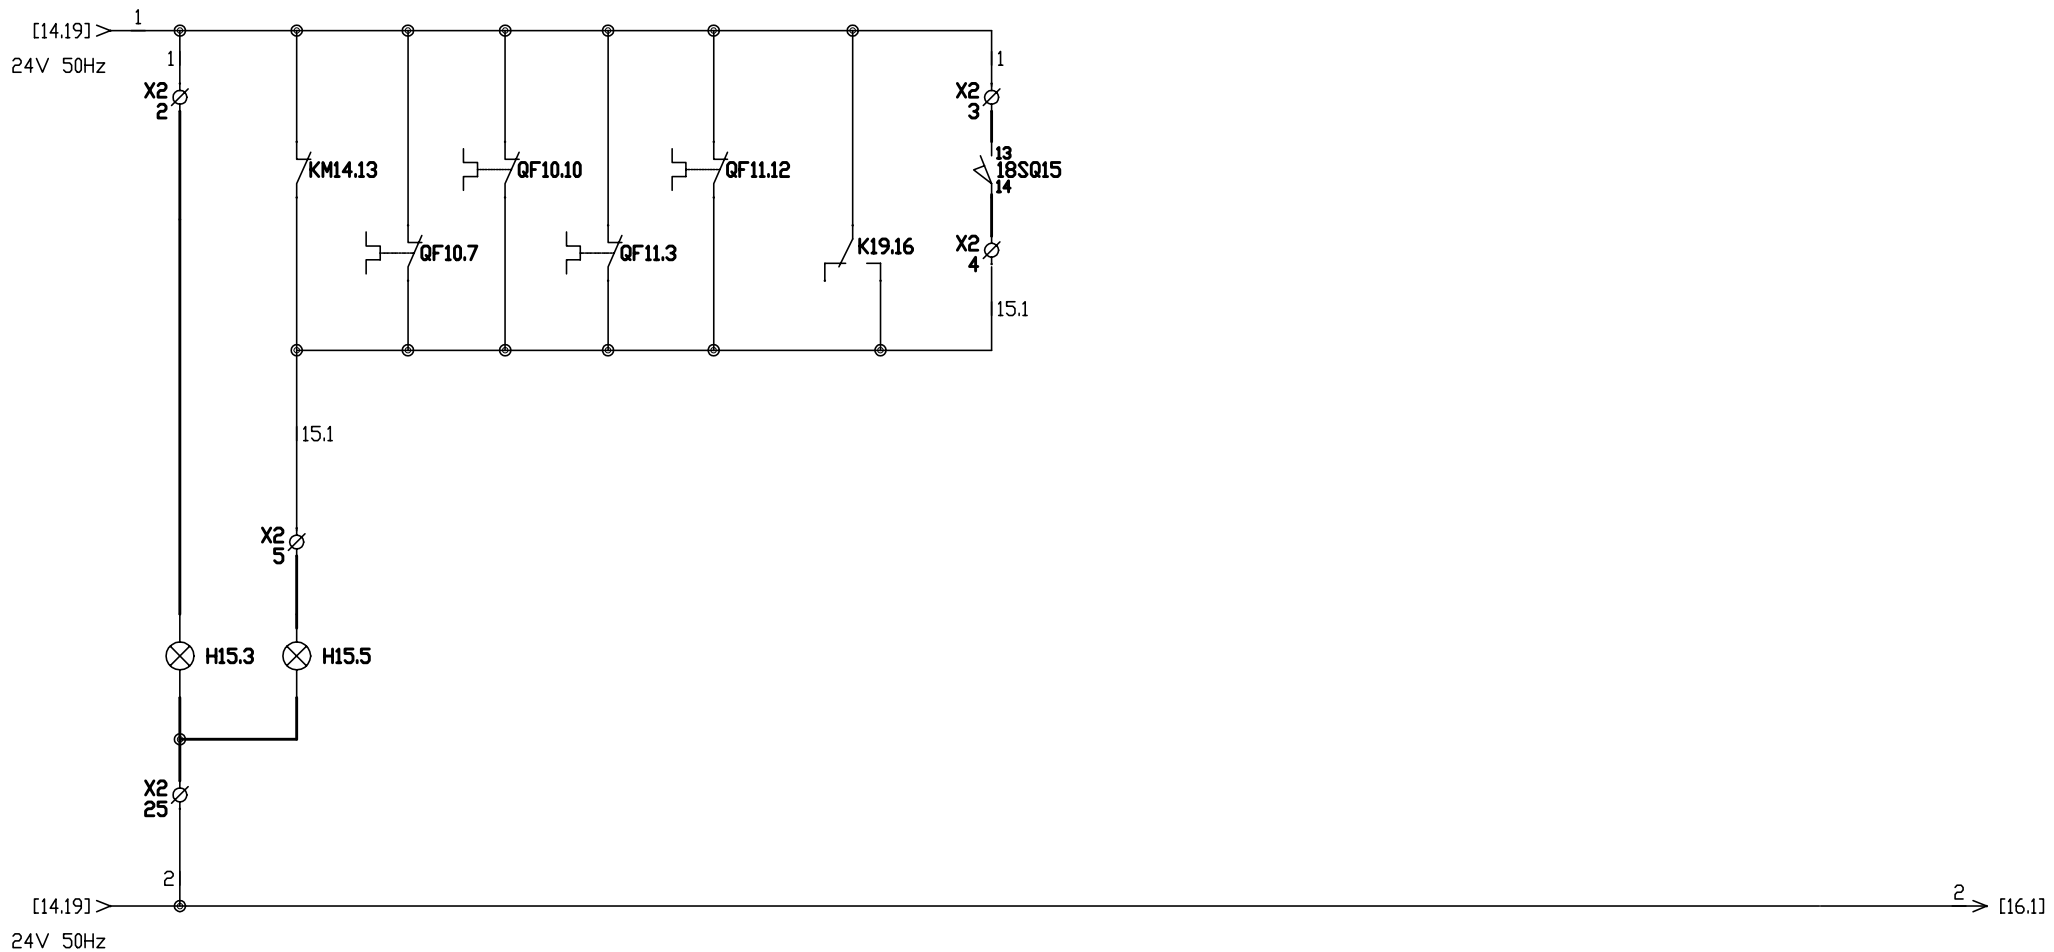 1
[14.19]
24V 50Hz
1
X2
2
1
X2
3
KM14.13
QF10.10
QF11.12
13
18SQ15
14
QF10.7
QF11.3
K19.16
X2
4
15.1
15.1
X2
5
H15.3
H15.5
X2
25
2
[14.19]
24V 50Hz
2
[16.1]